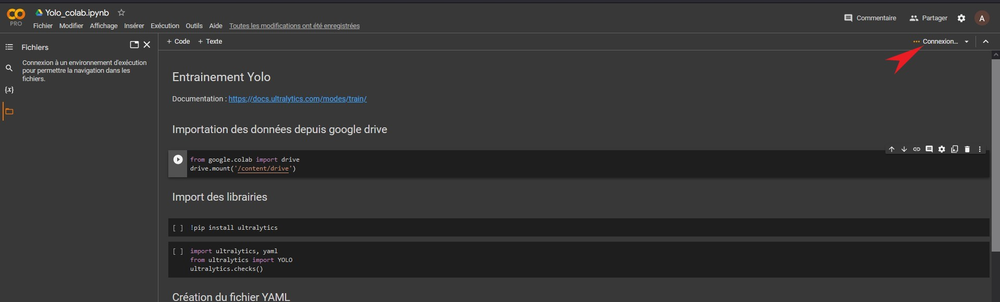 Yolo_colab.ipynb
PRO
Fichier Modifier Affichage Insérer Exécution Outils Aide Toutes les modifications ont été enregistrées
Commentaire Partager A
Fichiers
Connexion à un environnement d'exécution
pour permettre la navigation dans les
fichiers.
{x}
+ Code + Texte
Connexion...
Entrainement Yolo
Documentation : https://docs.ultralytics.com/modes/train/
Importation des données depuis google drive
from google.colab import drive
drive.mount('/content/drive')
Import des librairies
[ ] !pip install ultralytics
[ ] import ultralytics, yaml
from ultralytics import YOLO
ultralytics.checks()
Création du fichier YAML